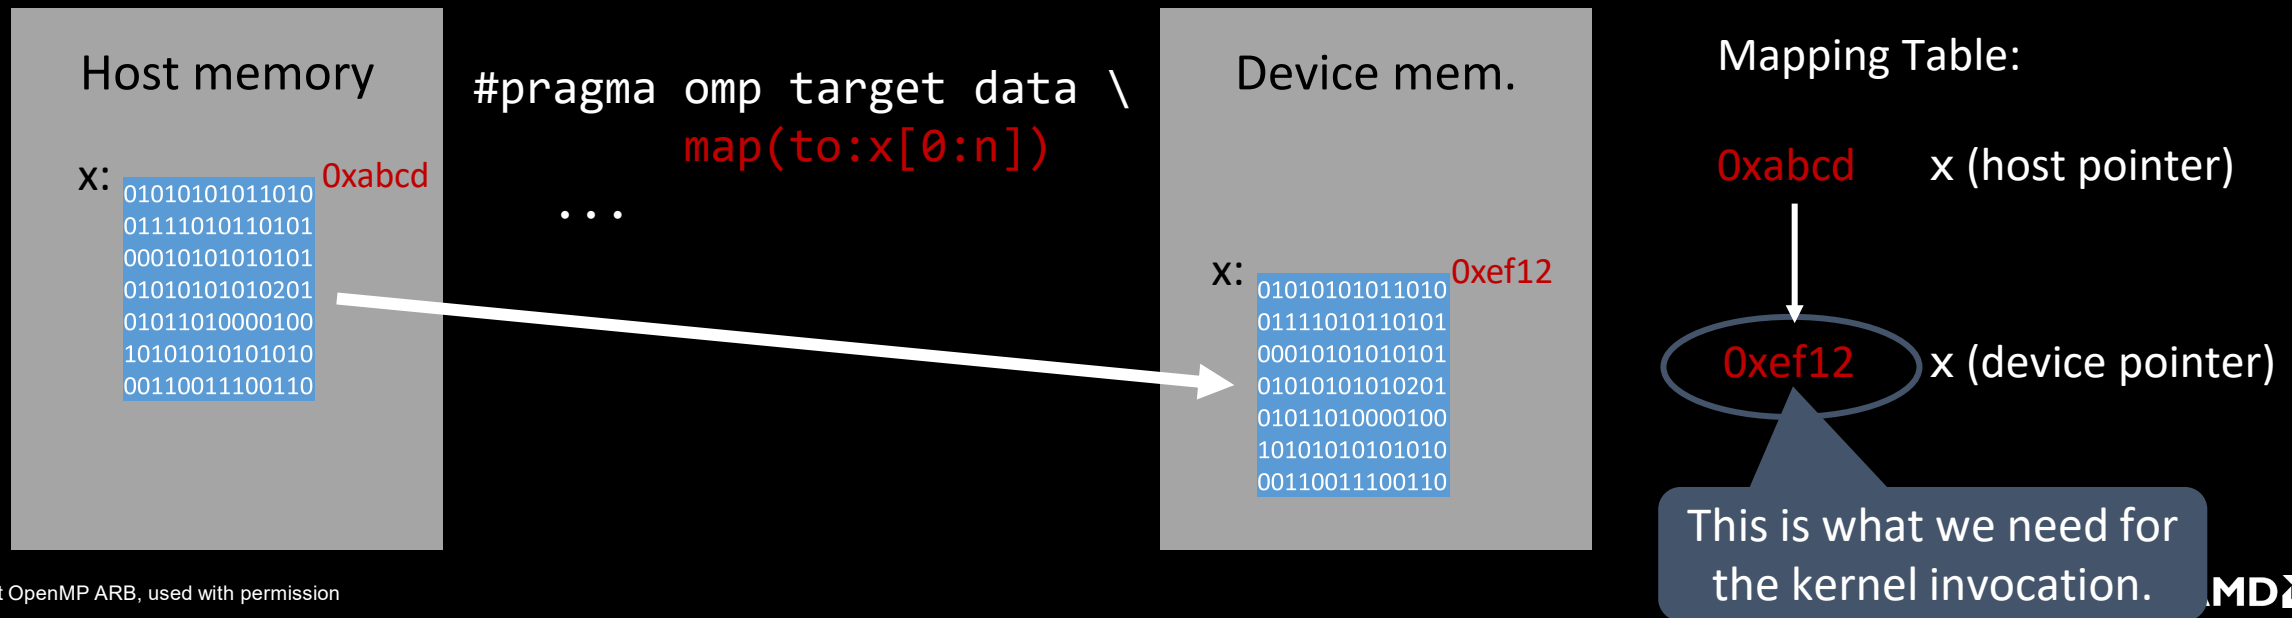 Host memory
x:
0xabcd
01010101011010
01111010110101
00010101010101
01010101010201
01011010000100
10101010101010
00110011100110
#pragma omp target data \
map(to:x[0:n])
...
Device mem.
x:
0xef12
01010101011010
01111010110101
00010101010101
01010101010201
01011010000100
10101010101010
00110011100110
Mapping Table:
0xabcd x (host pointer)
0xef12 x (device pointer)
This is what we need for
the kernel invocation.
t OpenMP ARB, used with permission
MD